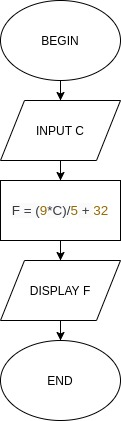 BEGIN
INPUT C
F = (9*C)/5 + 32
DISPLAY F
END